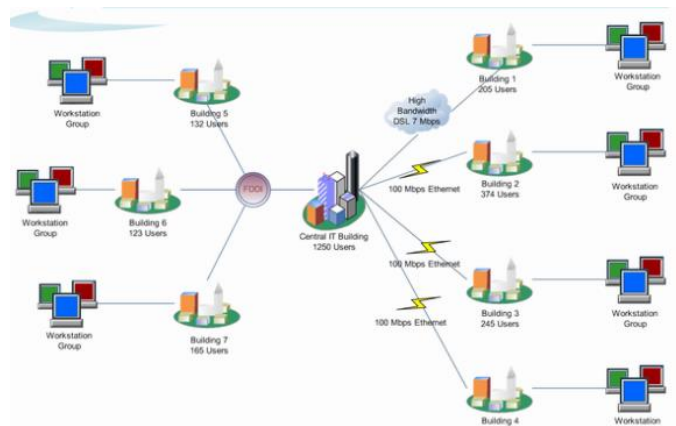 Workstation
Group
Building 5
132 Users
Workstation
Group
Building 6
123 Users
Workstation
Group
Building 7
165 Users
FDDI
Central IT Building
1250 Users
High
Bandwidth
DSL 7 Mbps
100 Mbps Ethernet
100 Mbps Ethernet
100 Mbps Ethernet
Building 1
205 Users
Workstation
Group
Building 2
374 Users
Workstation
Group
Building 3
245 Users
Workstation
Group
Building 4
Workstation